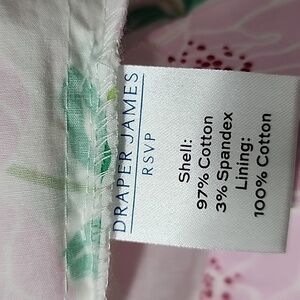 DRAPER JAMES
RSVP
Shell:
97% Cotton
3% Spandex
Lining:
100% Cotton